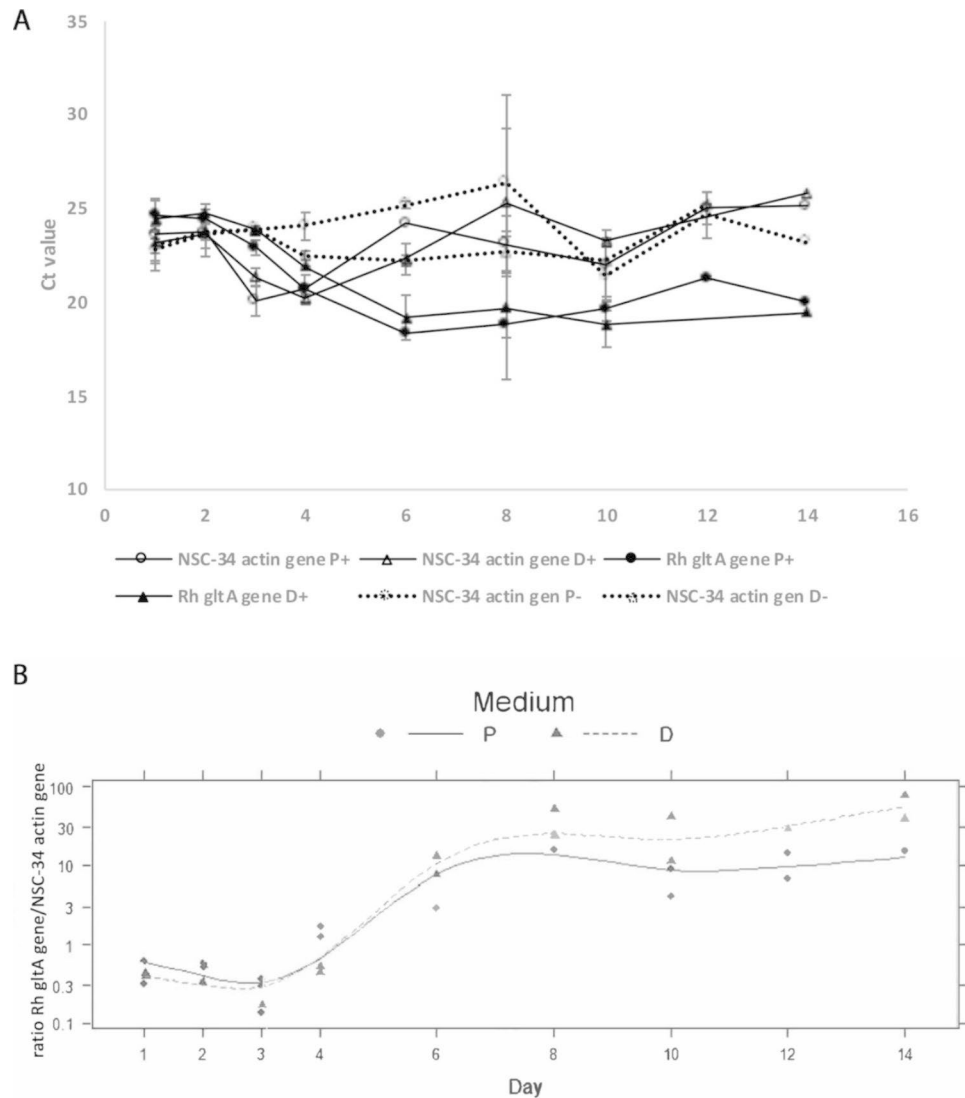 A
35
30
25
20
15
10
Ct value
0 2 4 6 8 10 12 14 16
NSC-34 actin gene P+ NSC-34 actin gene D+ Rh gltA gene P+
Rh gltA gene D+ NSC-34 actin gen P- NSC-34 actin gen D-
B
Medium
P D
100
30
10
3
1
0.3
0.1
ratio Rh gltA gene/NSC-34 actin gene
1 2 3 4 6 8 10 12 14
Day